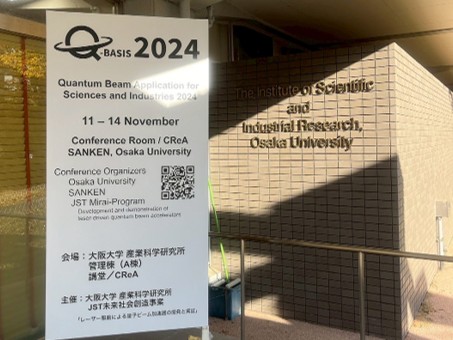 Q-BASIS 2024
Quantum Beam Application for
Sciences and Industries 2024
11 – 14 November
Conference Room / CReA
SANKEN, Osaka University
Conference Organizers
Osaka University
SANKEN
JST Mirai-Program
Development and demonstration of
laser-driven quantum beam accelerators
会場：大阪大学 産業科学研究所
管理棟（A棟）
講堂／CReA
主催：大阪大学 産業科学研究所
JST未来社会創造事業
「レーザー駆動による量子ビーム加速器の開発と実証」
The Institute of Scientific
and
Industrial Research,
Osaka University